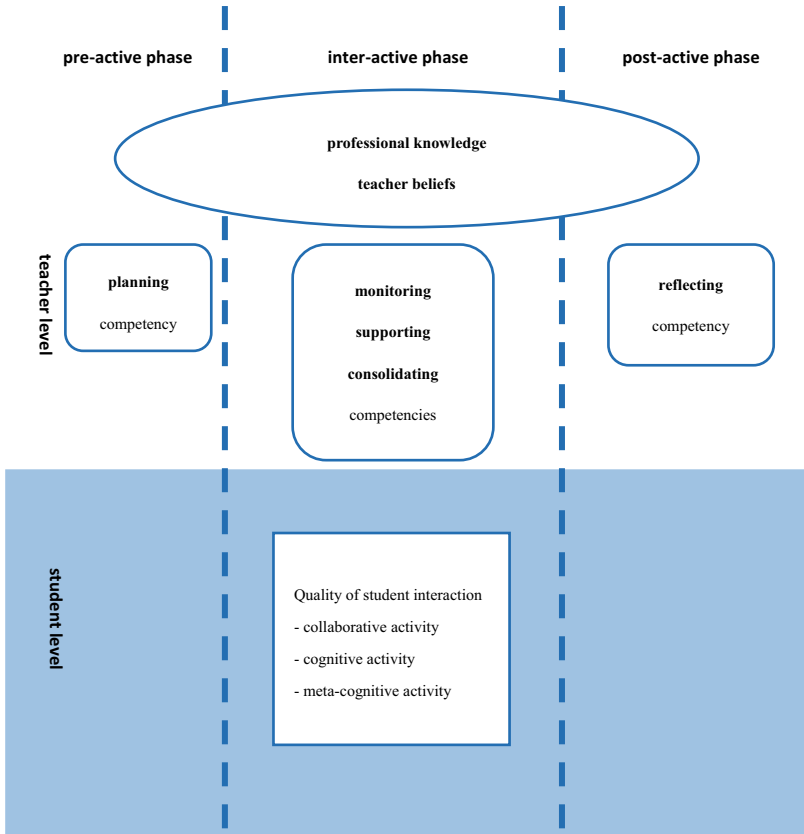 pre-active phase
inter-active phase
post-active phase
professional knowledge
teacher beliefs
teacher level
planning
competency
monitoring
supporting
consolidating
competencies
reflecting
competency
student level
Quality of student interaction
- collaborative activity
- cognitive activity
- meta-cognitive activity